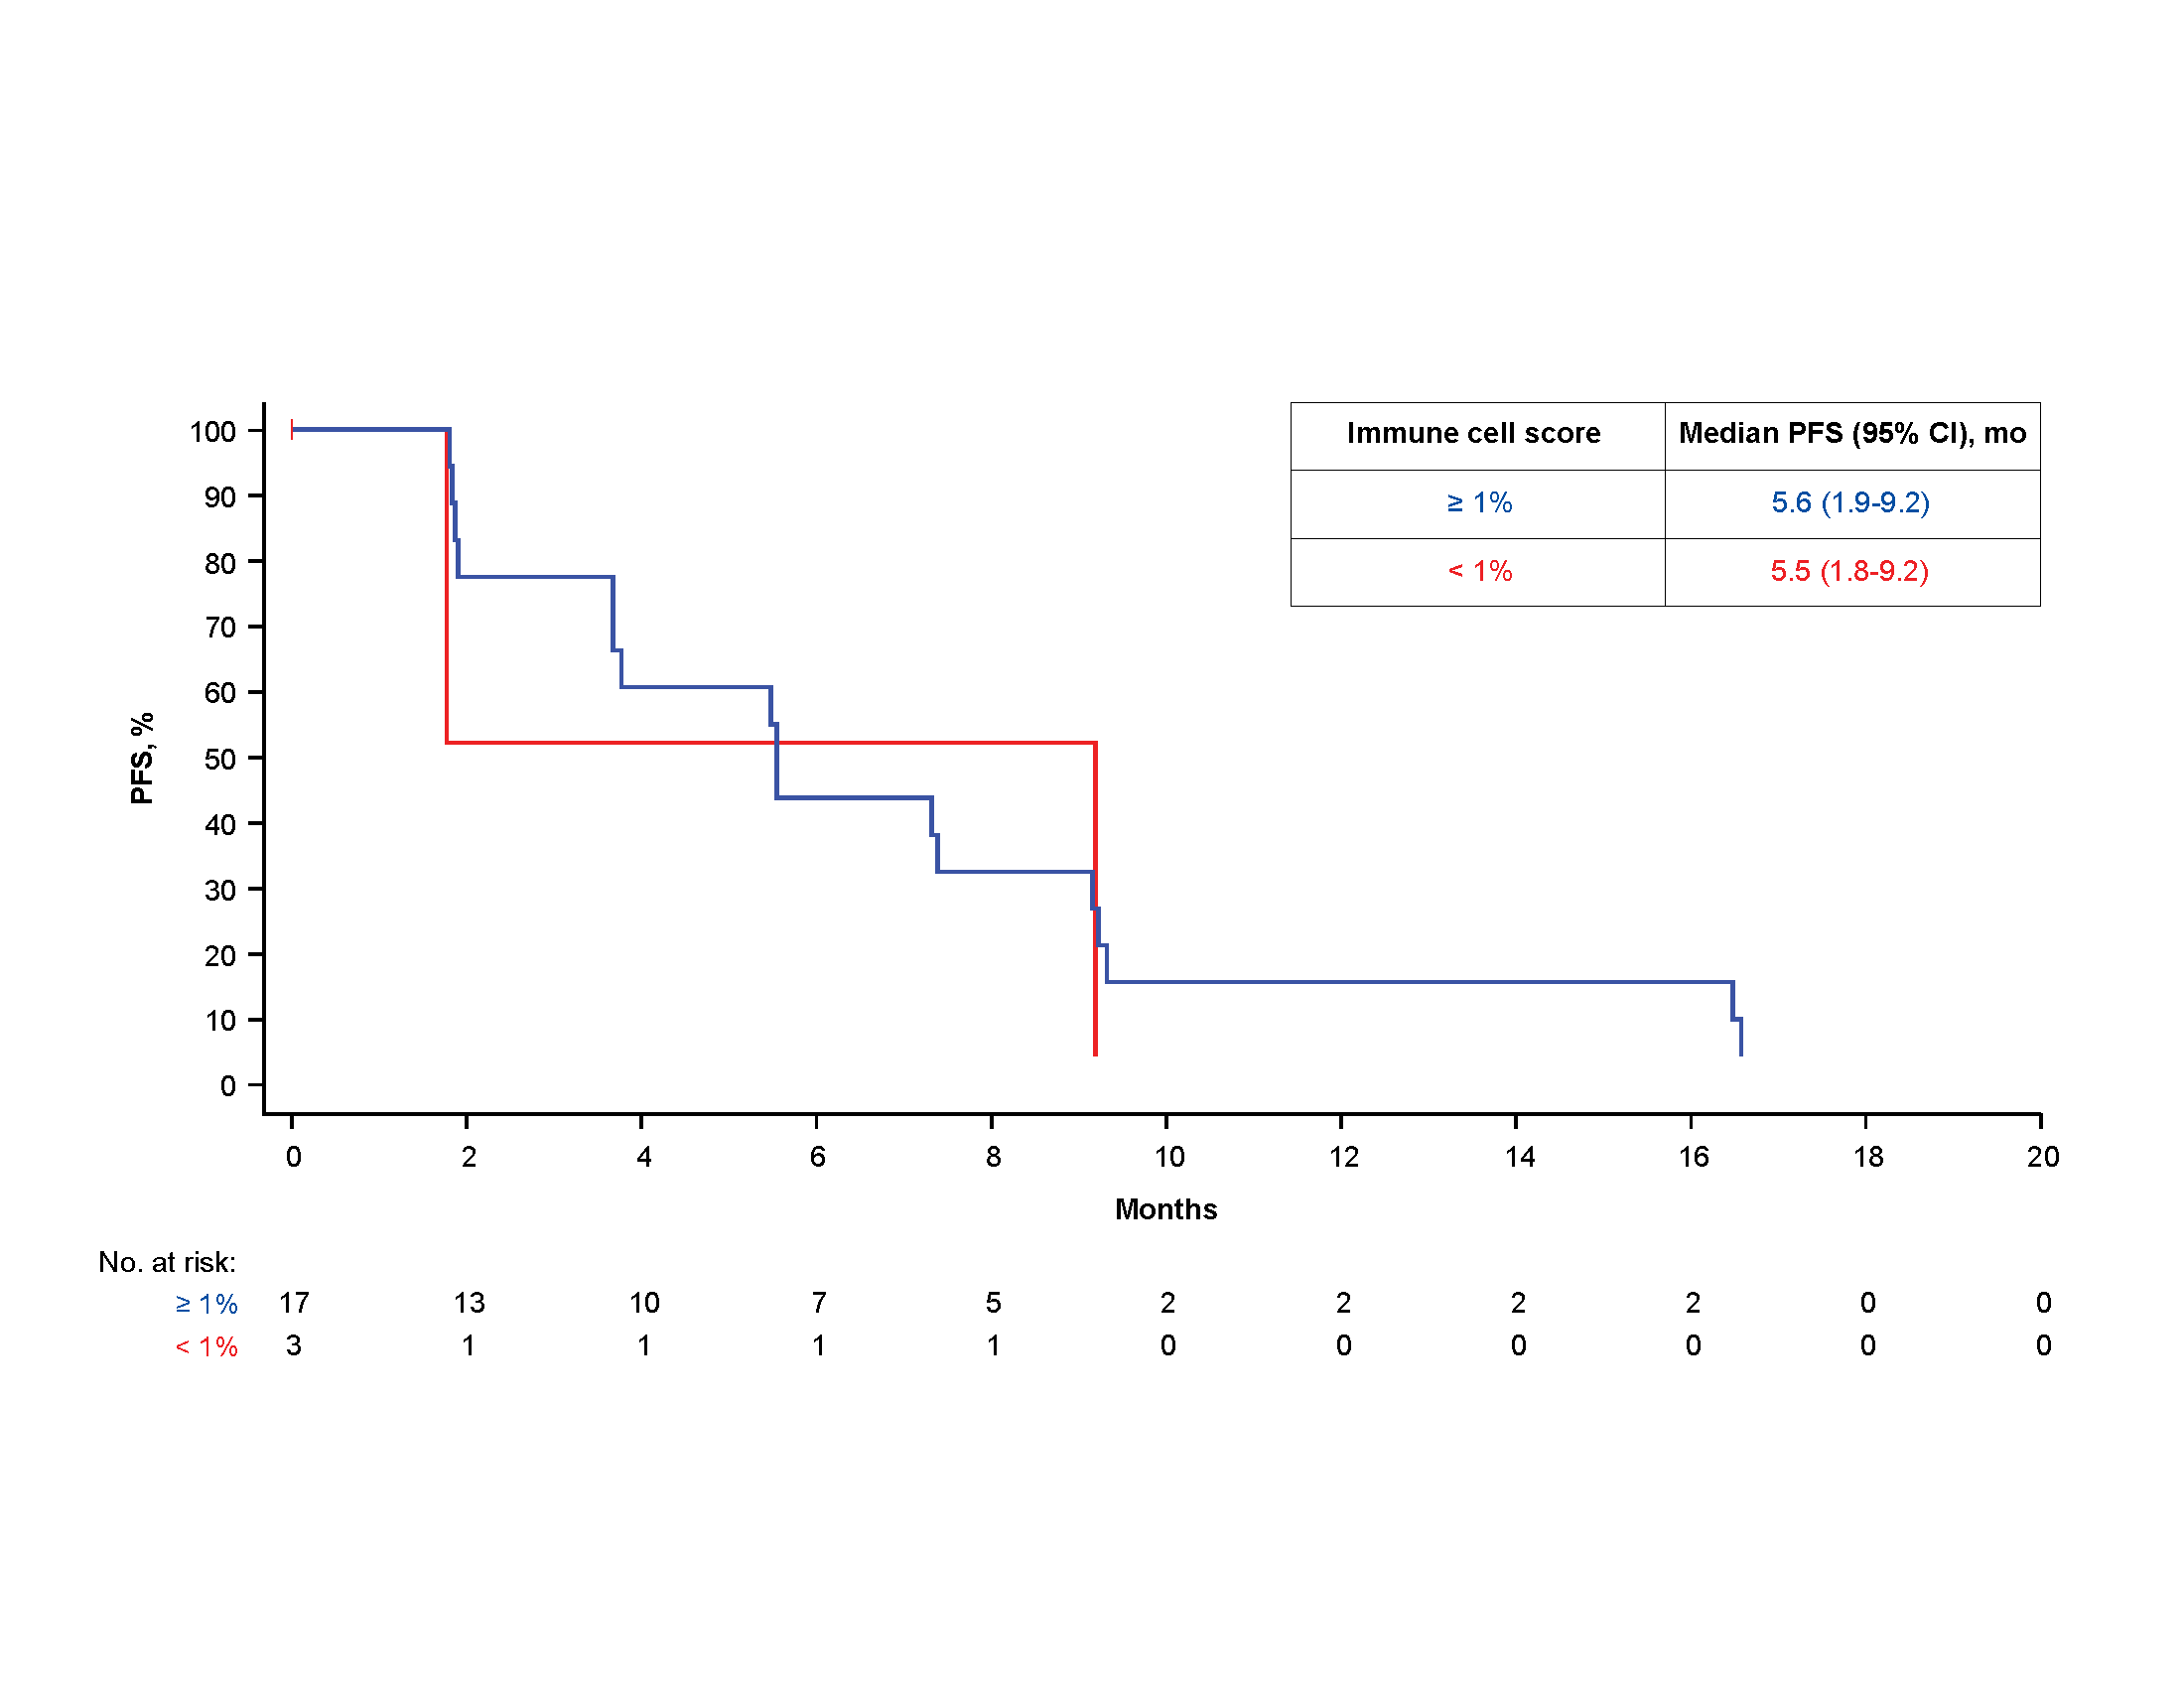 Immune cell score Median PFS (95% CI), mo
≥ 1% 5.6 (1.9-9.2)
< 1% 5.5 (1.8-9.2)
PFS, %
100
90
80
70
60
50
40
30
20
10
0
0 2 4 6 8 10 12 14 16 18 20
Months
No. at risk:
≥ 1% 17 13 10 7 5 2 2 2 2 0 0
< 1% 3 1 1 1 1 0 0 0 0 0 0